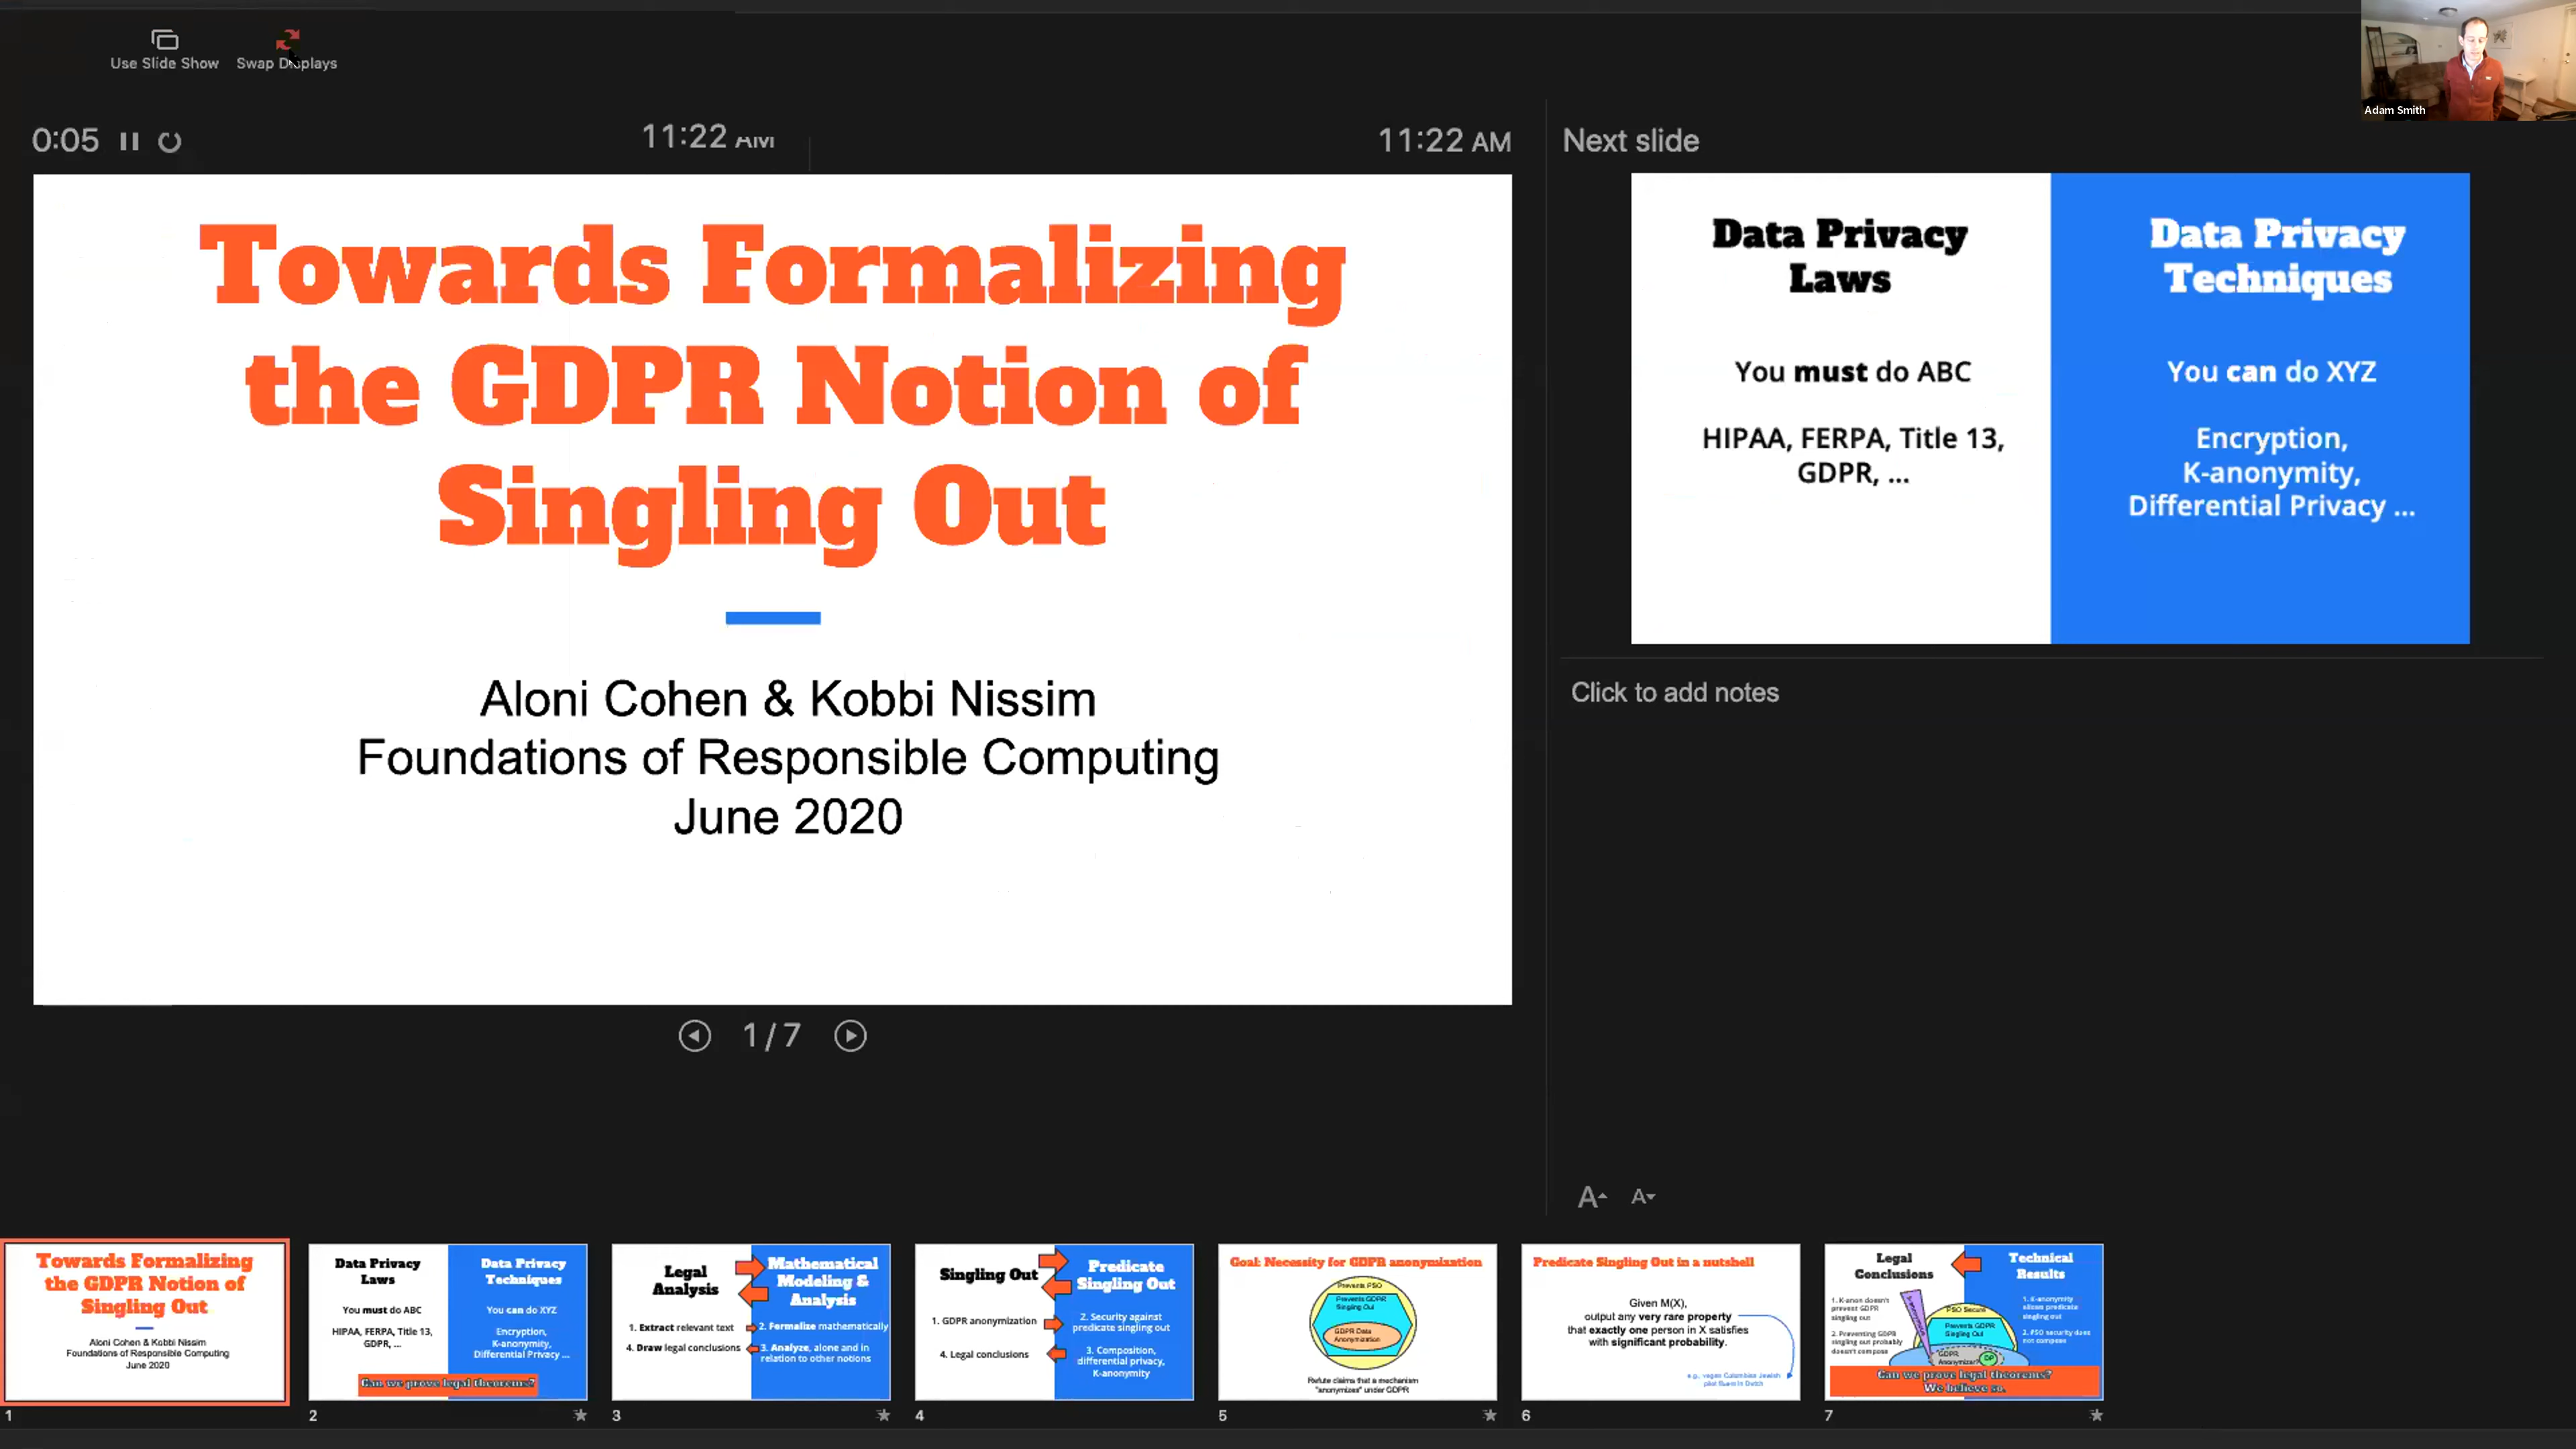 Use Slide Show
Swap Displays
Adam Smith
0:05
11:22 AM
11:22 AM
Next slide
Towards Formalizing
the GDPR Notion of
Singling Out
Aloni Cohen & Kobbi Nissim
Foundations of Responsible Computing
June 2020
Data Privacy
Laws
You must do ABC
HIPAA, FERPA, Title 13,
GDPR, ...
Data Privacy
Techniques
You can do XYZ
Encryption,
K-anonymity,
Differential Privacy ...
Click to add notes
1 / 7
A
A
Towards Formalizing
the GDPR Notion of
Singling Out
Aloni Cohen & Kobbi Nissim
Foundations of Responsible Computing
June 2020
1
Data Privacy
Laws
You must do ABC
HIPAA, FERPA, Title 13,
GDPR, ...
Data Privacy
Techniques
You can do XYZ
Encryption,
K-anonymity,
Differential Privacy ...
Can we prove legal theorems?
2
Legal
Analysis
1. Extract relevant text
4. Draw legal conclusions
Mathematical
Modeling &
Analysis
2. Formalize mathematically
3. Analyze, alone and in
relation to other notions
3
Singling Out
1. GDPR anonymization
4. Legal conclusions
Predicate
Singling Out
2. Security against
predicate singling out
3. Composition,
differential privacy,
K-anonymity
4
Goal: Necessity for GDPR anonymization
Prevents PSO
Prevents GDPR
Singling Out
GDPR Data
Anonymization
Refute claims that a mechanism
"anonymizes" under GDPR
5
Predicate Singling Out in a nutshell
Given M(X),
output any very rare property
that exactly one person in X satisfies
with significant probability.
e.g., vegan Colombian Jewish
pilot fluent in Dutch
6
Legal
Conclusions
1. K-anon doesn't
prevent GDPR
singling out
2. Preventing GDPR
singling out probably
doesn't compose
Technical
Results
1. K-anonymity
allows predicate
singling out
2. PSO security does
not compose
PSO Secure
Prevents GDPR
Singling Out
GDPR
DP
Can we prove legal theorems?
We believe so.
7